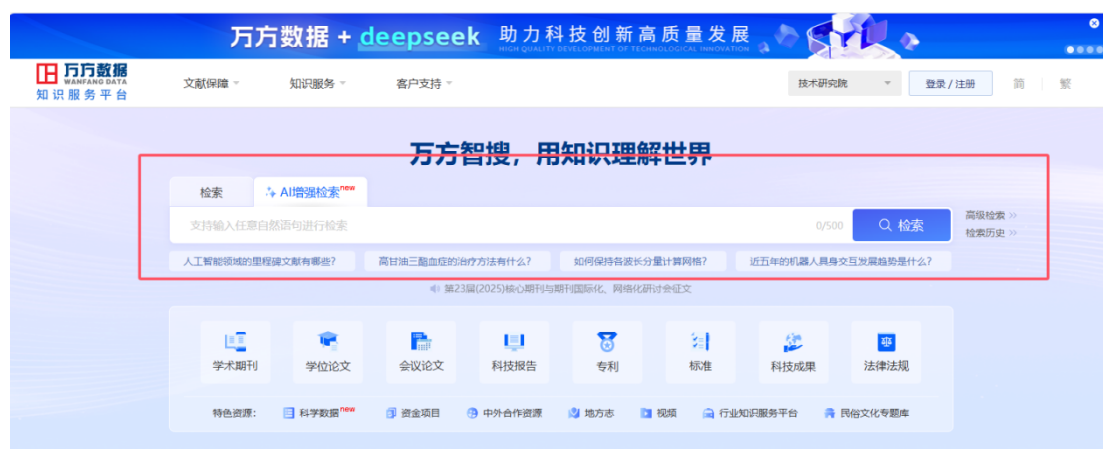 万方数据 + deepseek 助力科技创新高质量发展
HIGH QUALITY DEVELOPMENT OF TECHNOLOGICAL INNOVATION
万方数据
WANFANG DATA
知识服务平台
文献保障 知识服务 客户支持 技术研究院 登录 / 注册 简 繁
万方智搜，用知识理解世界
检索 AI增强检索 new
支持输入任意自然语句进行检索 0/500 检索
高级检索 >>
检索历史 >>
人工智能领域的里程碑文献有哪些? 高甘油三酯血症的治疗方法有什么? 如何保持各波长分量计算网格? 近五年的机器人具身交互发展趋势是什么?
第23届(2025)核心期刊与期刊国际化、网络化研讨会征文
学术期刊 学位论文 会议论文 科技报告 专利 标准 科技成果 法律法规
特色资源: 科学数据 new 资金项目 中外合作资源 地方志 视频 行业知识服务平台 民俗文化专题库